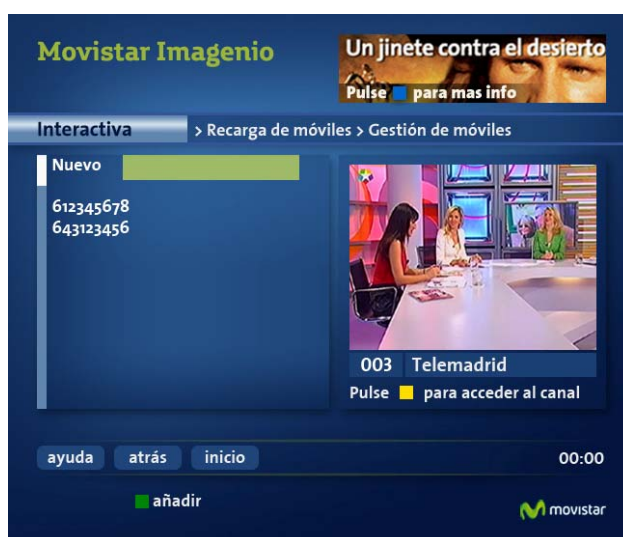 Movistar Imagenio
Un jinete contra el desierto
Pulse para mas info
Interactiva
> Recarga de móviles > Gestión de móviles
Nuevo
612345678
643123456
003 Telemadrid
Pulse para acceder al canal
ayuda atrás inicio 00:00
añadir
movistar